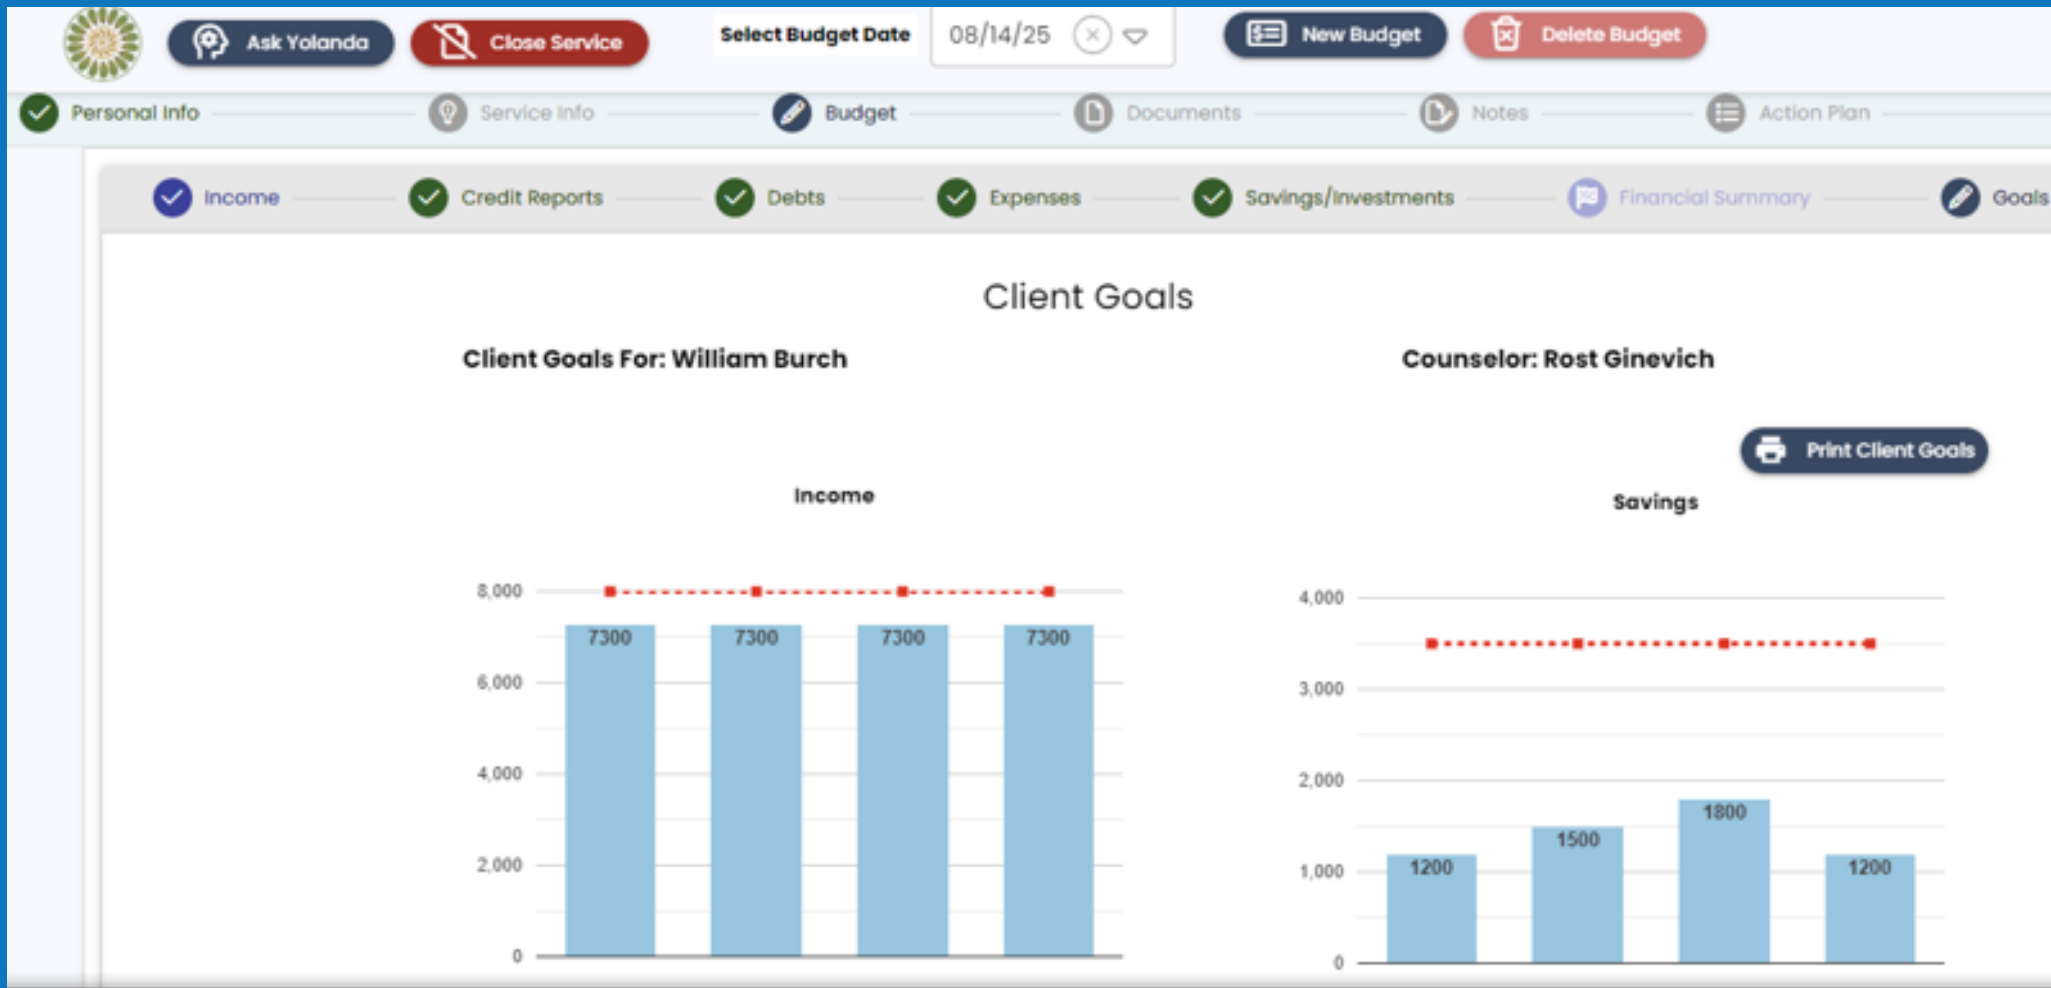 Ask Yolanda
Close Service
Select Budget Date
08/14/25
New Budget
Delete Budget
Personal Info
Service Info
Budget
Documents
Notes
Action Plan
Income
Credit Reports
Debts
Expenses
Savings/Investments
Financial Summary
Goals
Client Goals
Client Goals For: William Burch
Counselor: Rost Ginevich
Print Client Goals
Income
8,000
6,000
4,000
2,000
0
7300
7300
7300
7300
Savings
4,000
3,000
2,000
1,000
0
1200
1500
1800
1200